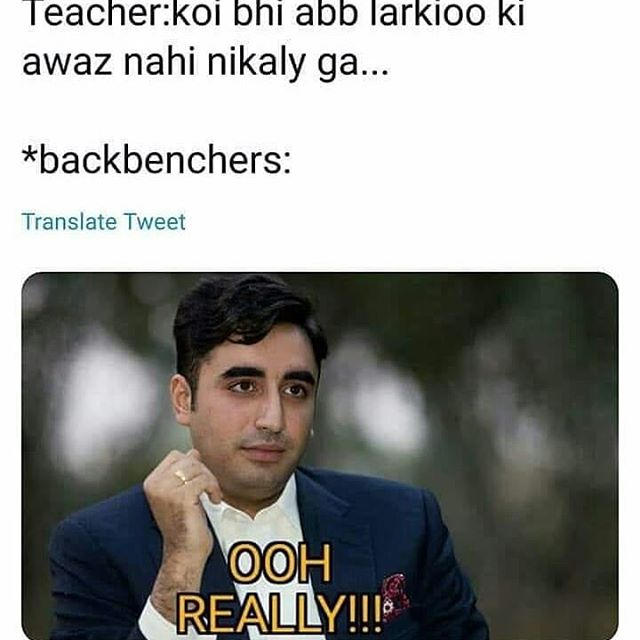 Teacher:koi bhi abb larkioo ki
awaz nahi nikaly ga...
*backbenchers:
Translate Tweet
OOH
REALLY!!!